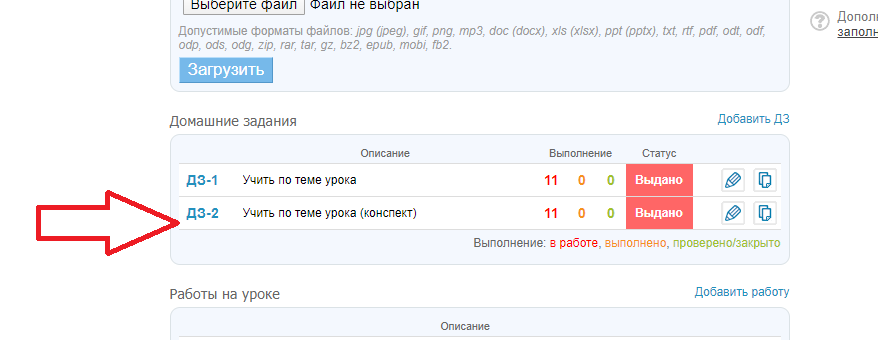 Выберите файл Файл не выбран
Допол
заполн
Допустимые форматы файлов: jpg (jpeg), gif, png, mp3, doc (docx), xls (xlsx), ppt (pptx), txt, rtf, pdf, odt, odf,
odp, ods, odg, zip, rar, tar, gz, bz2, epub, mobi, fb2.
Загрузить
Домашние задания Добавить ДЗ
Описание Выполнение Статус
ДЗ-1 Учить по теме урока 11 0 0 Выдано
ДЗ-2 Учить по теме урока (конспект) 11 0 0 Выдано
Выполнение: в работе, выполнено, проверено/закрыто
Работы на уроке Добавить работу
Описание